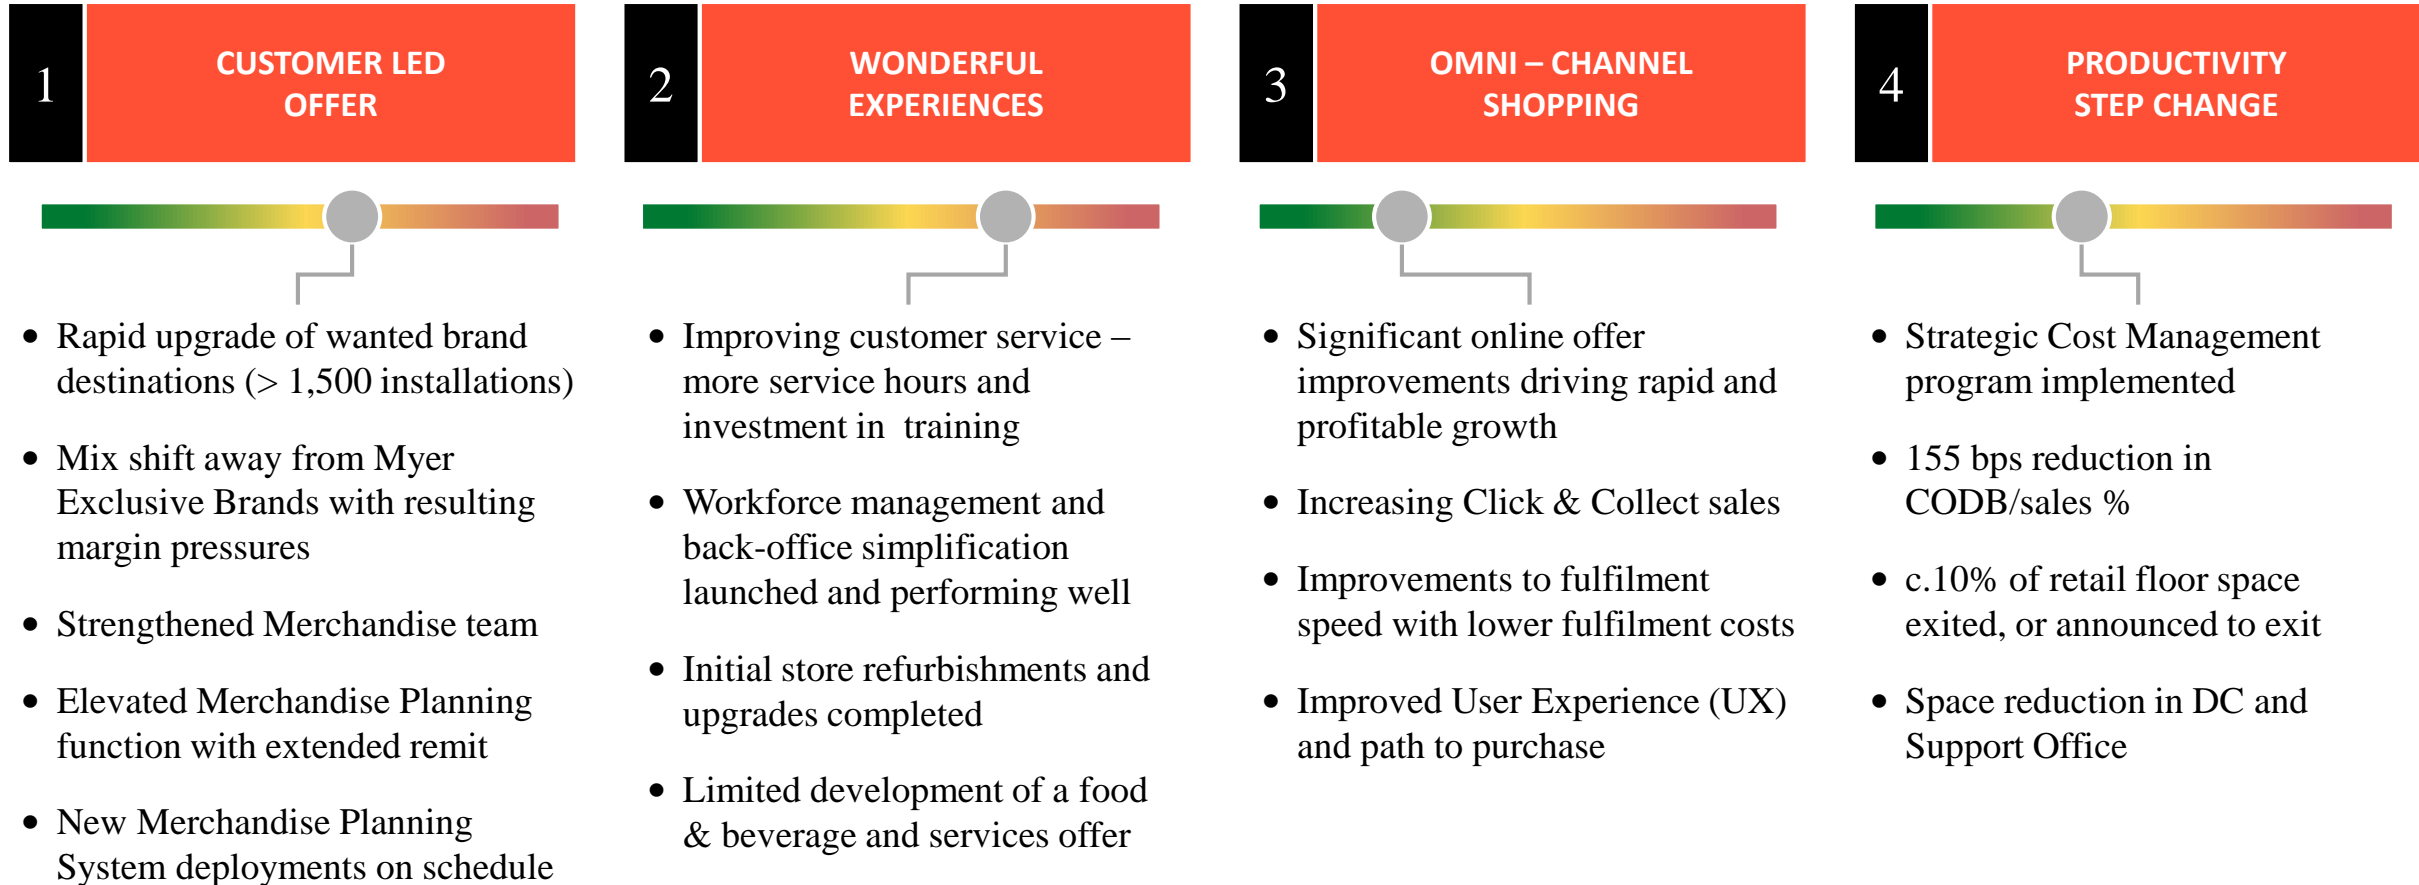 1
CUSTOMER LED
OFFER
• Rapid upgrade of wanted brand
destinations (> 1,500 installations)
• Mix shift away from Myer
Exclusive Brands with resulting
margin pressures
• Strengthened Merchandise team
• Elevated Merchandise Planning
function with extended remit
• New Merchandise Planning
System deployments on schedule
2
WONDERFUL
EXPERIENCES
• Improving customer service –
more service hours and
investment in  training
• Workforce management and
back-office simplification
launched and performing well
• Initial store refurbishments and
upgrades completed
• Limited development of a food
& beverage and services offer
3
OMNI – CHANNEL
SHOPPING
• Significant online offer
improvements driving rapid and
profitable growth
• Increasing Click & Collect sales
• Improvements to fulfilment
speed with lower fulfilment costs
• Improved User Experience (UX)
and path to purchase
4
PRODUCTIVITY
STEP CHANGE
• Strategic Cost Management
program implemented
• 155 bps reduction in
CODB/sales %
• c.10% of retail floor space
exited, or announced to exit
• Space reduction in DC and
Support Office